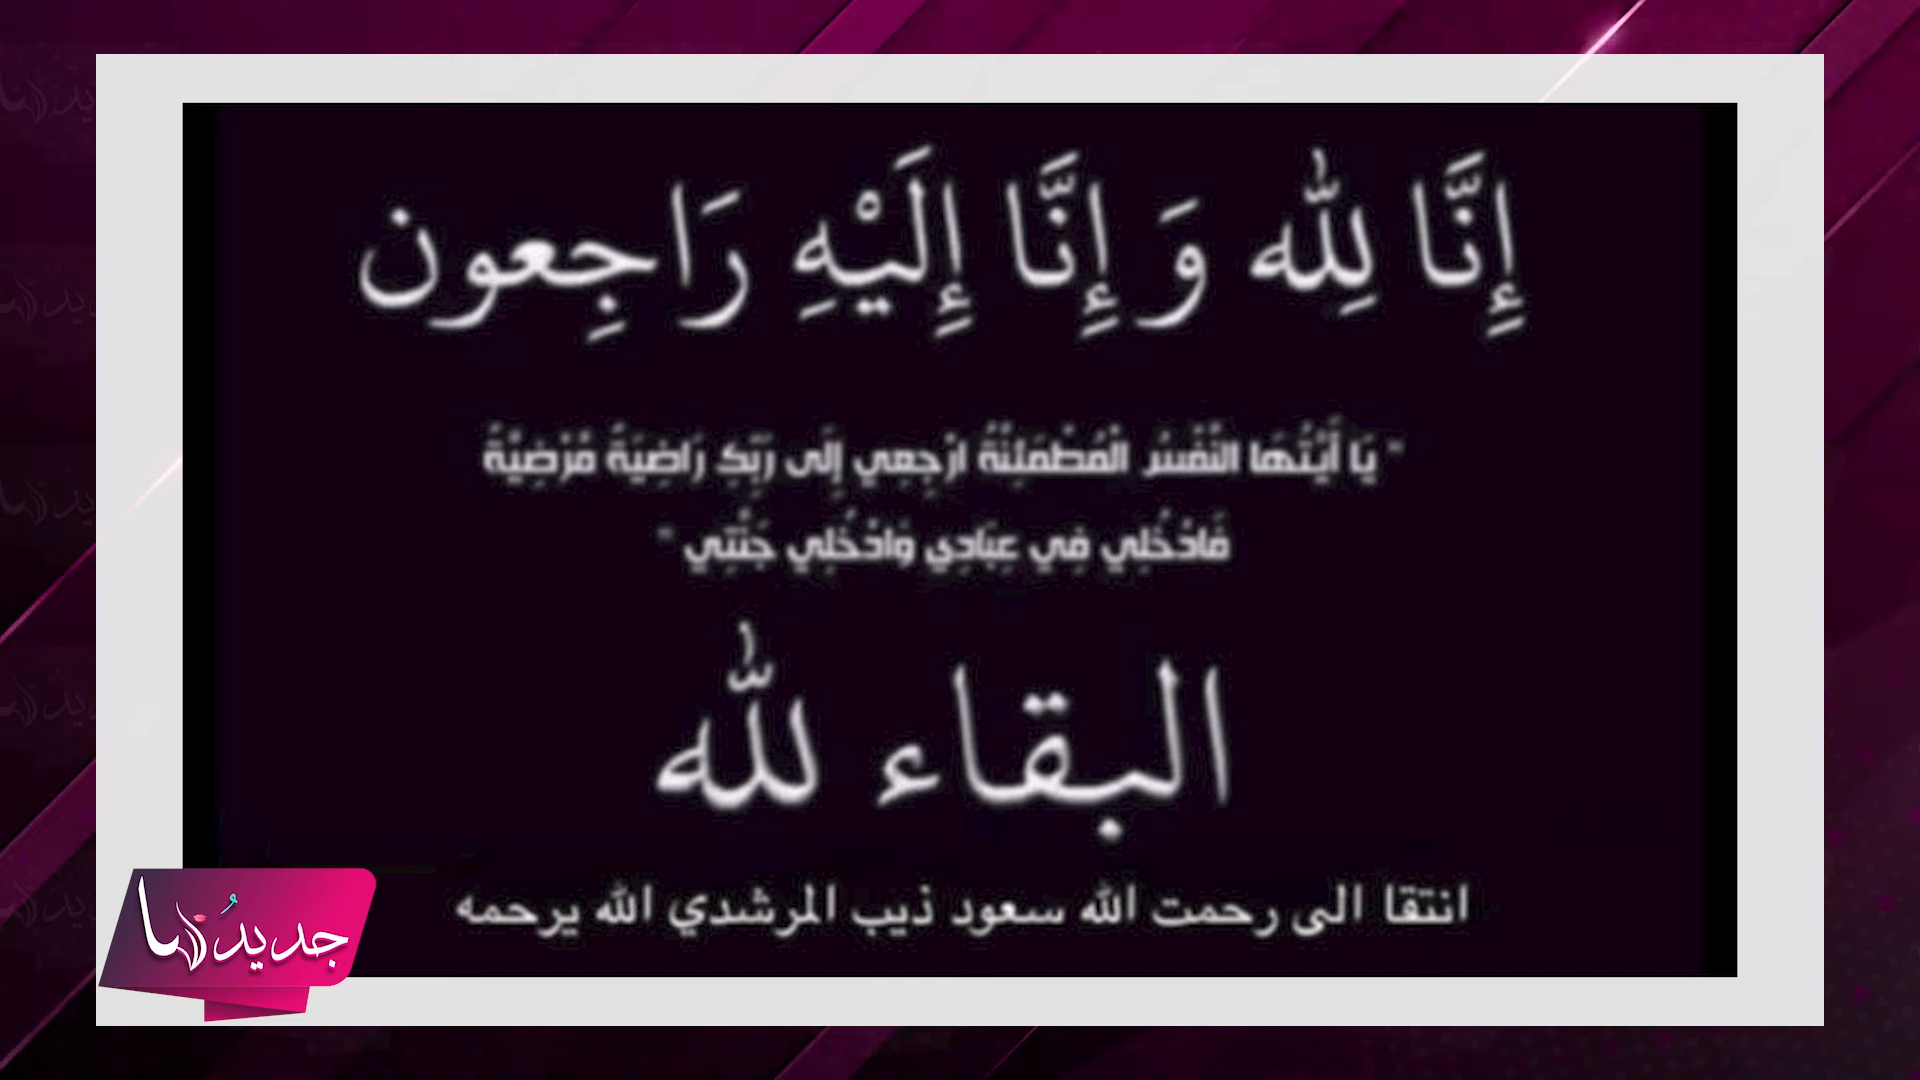 إِنَّا لِلّٰه وَ إِنَّا إِلَيْهِ رَاجِعون
" يَا أَيَّتُهَا النَّفْسُ الْمُطْمَئِنَّةُ ارْجِعِي إِلَى رَبِّكِ رَاضِيَةً مَّرْضِيَّةً
فَادْخُلِي فِي عِبَادِي وَادْخُلِي جَنَّتِي "
البقاء لله
انتقا الى رحمت الله سعود ذيب المرشدي الله يرحمه
جديدُها